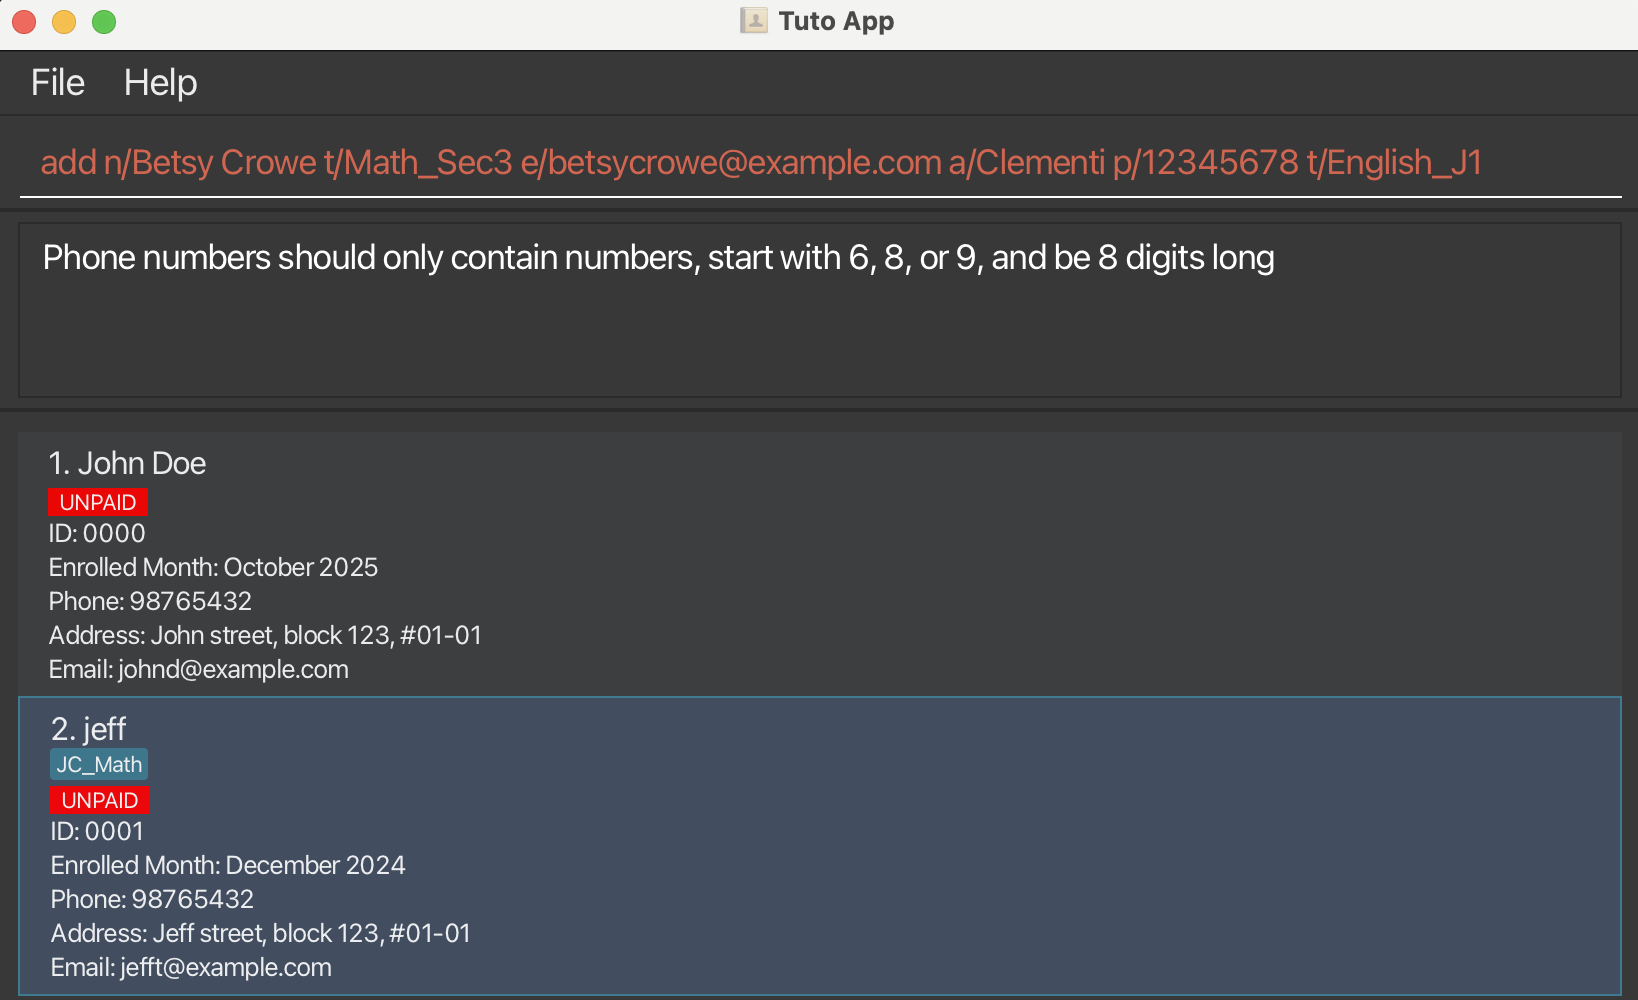 Tuto App
File Help
add n/Betsy Crowe t/Math_Sec3 e/betsycrowe@example.com a/Clementi p/12345678 t/English_J1
Phone numbers should only contain numbers, start with 6, 8, or 9, and be 8 digits long
1. John Doe
UNPAID
ID: 0000
Enrolled Month: October 2025
Phone: 98765432
Address: John street, block 123, #01-01
Email: johnd@example.com
2. jeff
JC_Math
UNPAID
ID: 0001
Enrolled Month: December 2024
Phone: 98765432
Address: Jeff street, block 123, #01-01
Email: jefft@example.com